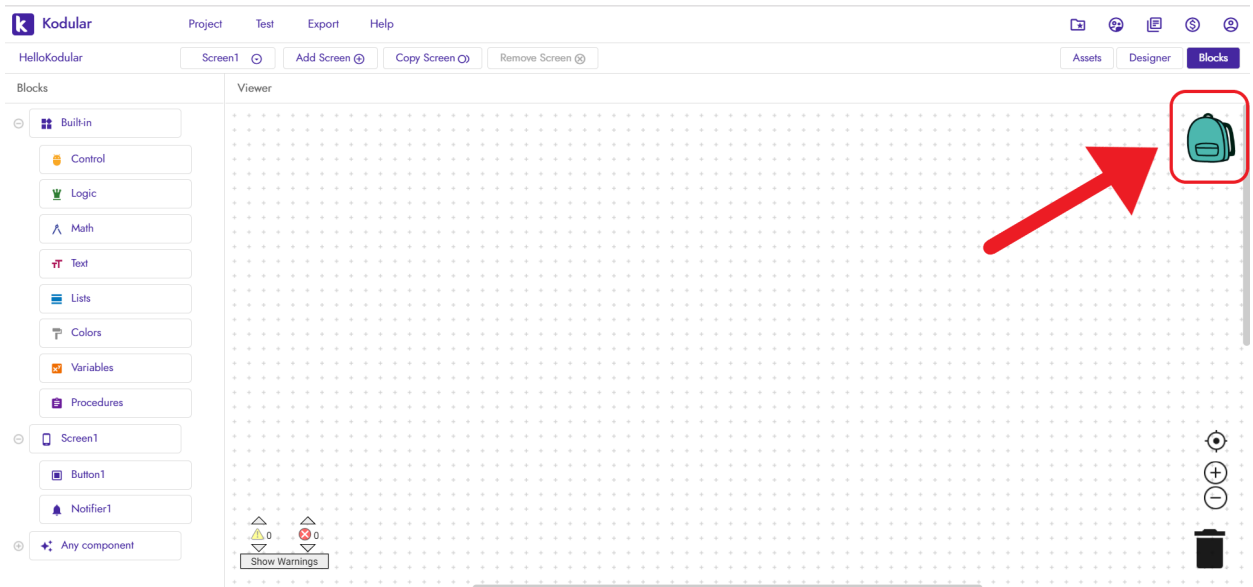 Kodular Project Test Export Help
HelloKodular Screen1 Add Screen Copy Screen Remove Screen Assets Designer Blocks
Blocks Viewer
Built-in
Control
Logic
Math
Text
Lists
Colors
Variables
Procedures
Screen1
Button1
Notifier1
0 0
Any component
Show Warnings